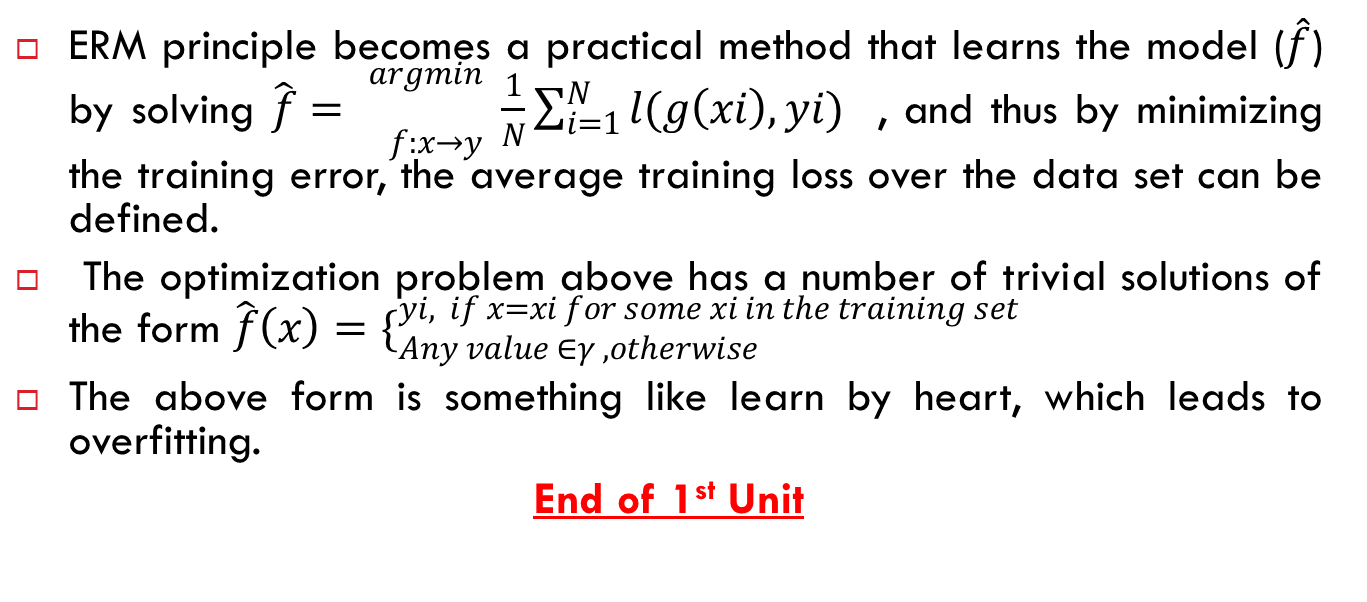 ERM principle becomes a practical method that learns the model (f̂)
by solving f̂ = argmin f:x→y 1/N ∑ᵢ₌₁ᴺ l(g(xi), yi) , and thus by minimizing
the training error, the average training loss over the data set can be
defined.
The optimization problem above has a number of trivial solutions of
the form f̂(x) = {yi, if x=xi for some xi in the training set
Any value ∈γ ,otherwise
The above form is something like learn by heart, which leads to
overfitting.
End of 1st Unit